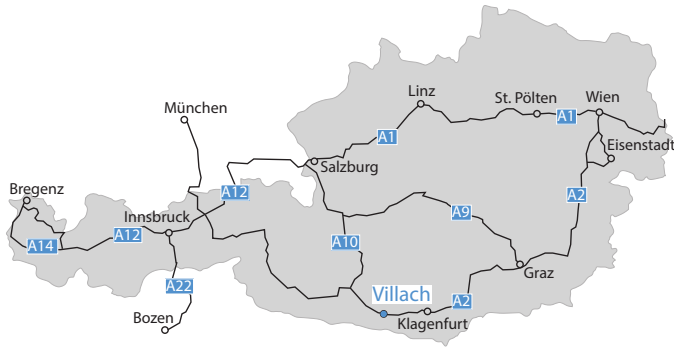 Linz
St. Pölten
Wien
München
A1
A1
Eisenstadt
Salzburg
Bregenz
A12
A2
Innsbruck
A9
A12
A10
A14
Graz
A22
Villach
A2
Bozen
Klagenfurt